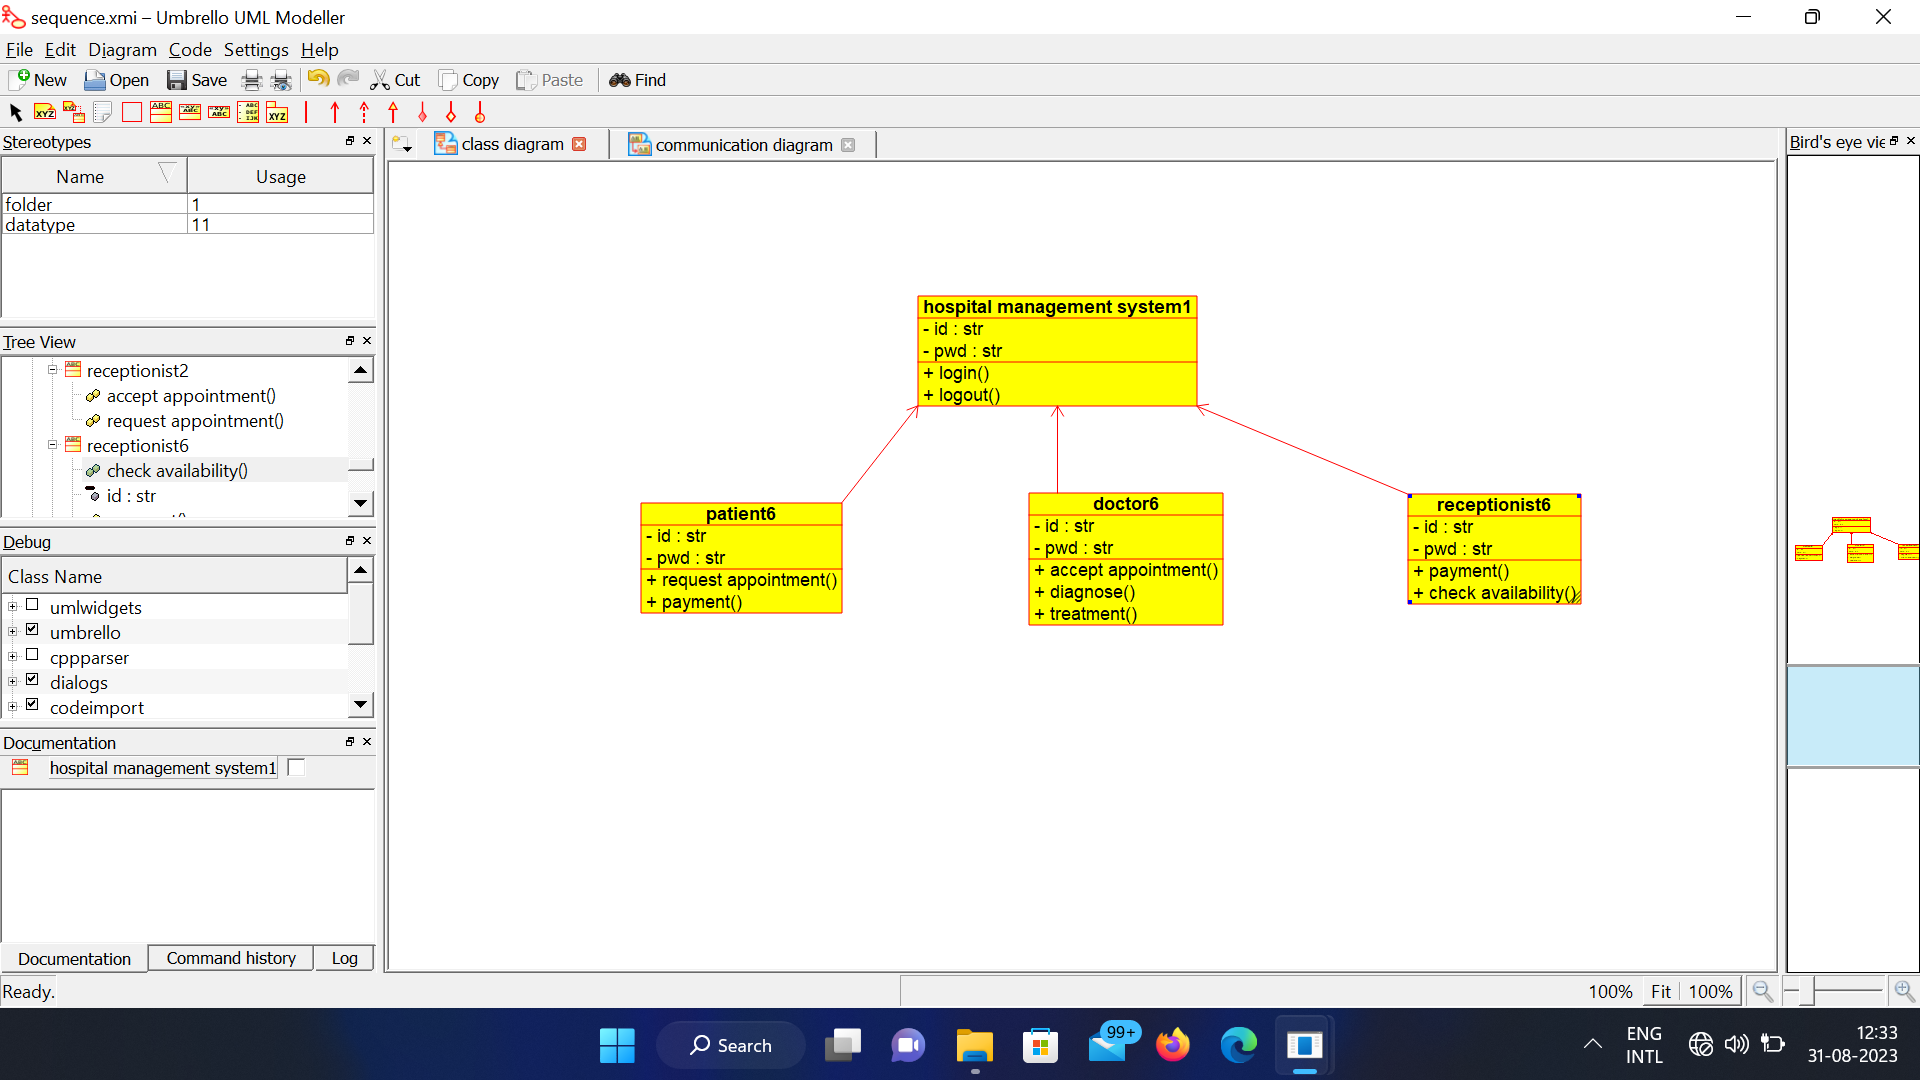 sequence.xmi – Umbrello UML Modeller
File Edit Diagram Code Settings Help
New Open Save Cut Copy Paste Find
Stereotypes
Name Usage
folder 1
datatype 11
Tree View
receptionist2
accept appointment()
request appointment()
receptionist6
check availability()
id : str
Debug
Class Name
umlwidgets
umbrello
cppparser
dialogs
codeimport
Documentation
hospital management system1
Documentation Command history Log
Ready.
class diagram communication diagram
hospital management system1
- id : str
- pwd : str
+ login()
+ logout()
patient6
- id : str
- pwd : str
+ request appointment()
+ payment()
doctor6
- id : str
- pwd : str
+ accept appointment()
+ diagnose()
+ treatment()
receptionist6
- id : str
- pwd : str
+ payment()
+ check availability()
Bird's eye vie
100% Fit 100%
Search
99+
ENG
INTL
12:33
31-08-2023